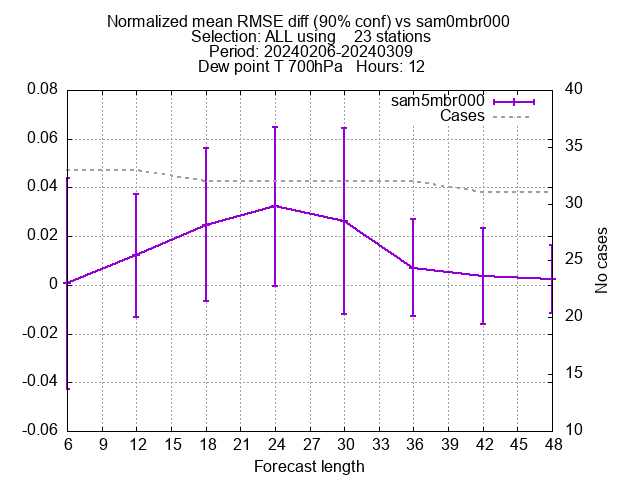 Normalized mean RMSE diff (90% conf) vs sam0mbr000
Selection: ALL using    23 stations
Period: 20240206-20240309
Dew point T 700hPa   Hours: 12
sam5mbr000
Cases
0.08
0.06
0.04
0.02
0
-0.02
-0.04
-0.06
40
35
30
25
20
15
10
No cases
6 9 12 15 18 21 24 27 30 33 36 39 42 45 48
Forecast length